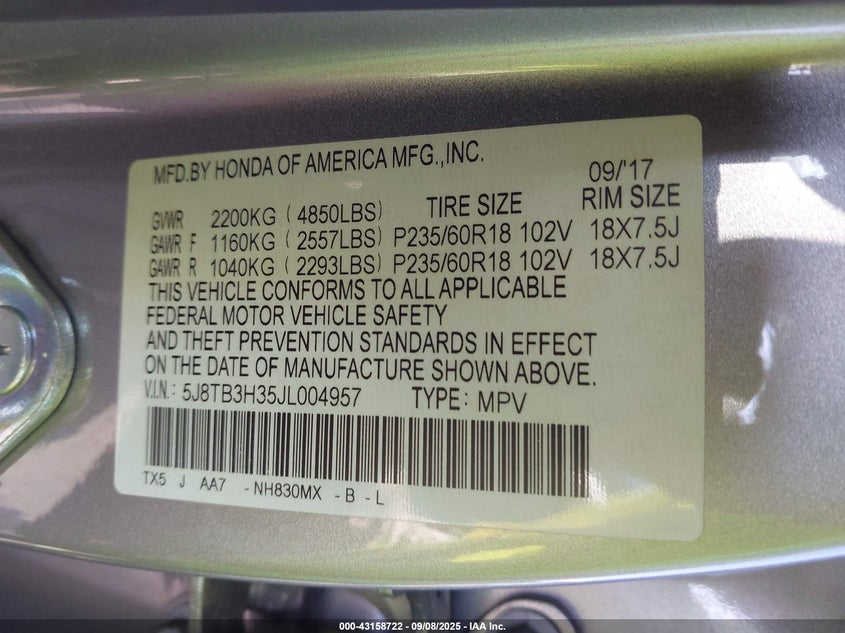 MFD.BY HONDA OF AMERICA MFG.,INC. 09/'17
GVWR 2200KG ( 4850LBS) TIRE SIZE RIM SIZE
GAWR F 1160KG ( 2557LBS) P235/60R18 102V 18X7.5J
GAWR R 1040KG ( 2293LBS) P235/60R18 102V 18X7.5J
THIS VEHICLE CONFORMS TO ALL APPLICABLE
FEDERAL MOTOR VEHICLE SAFETY
AND THEFT PREVENTION STANDARDS IN EFFECT
ON THE DATE OF MANUFACTURE SHOWN ABOVE.
V.I.N.: 5J8TB3H35JL004957 TYPE: MPV
TX5 J AA7 -NH830MX -B -L
000-43158722 - 09/08/2025 - IAA Inc.